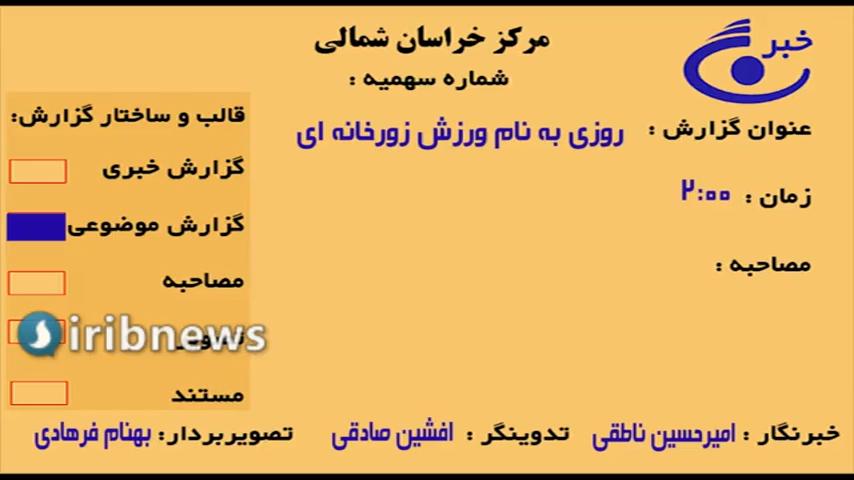 خبر
مرکز خراسان شمالی
شماره سهمیه :
عنوان گزارش : روزی به نام ورزش زورخانه ای
زمان : ۲:۰۰
مصاحبه :
قالب و ساختار گزارش:
گزارش خبری
گزارش موضوعی
مصاحبه
iribnews
مستند
خبرنگار : امیرحسین ناطقی
تدوینگر : افشین صادقی
تصویربردار: بهنام فرهادی